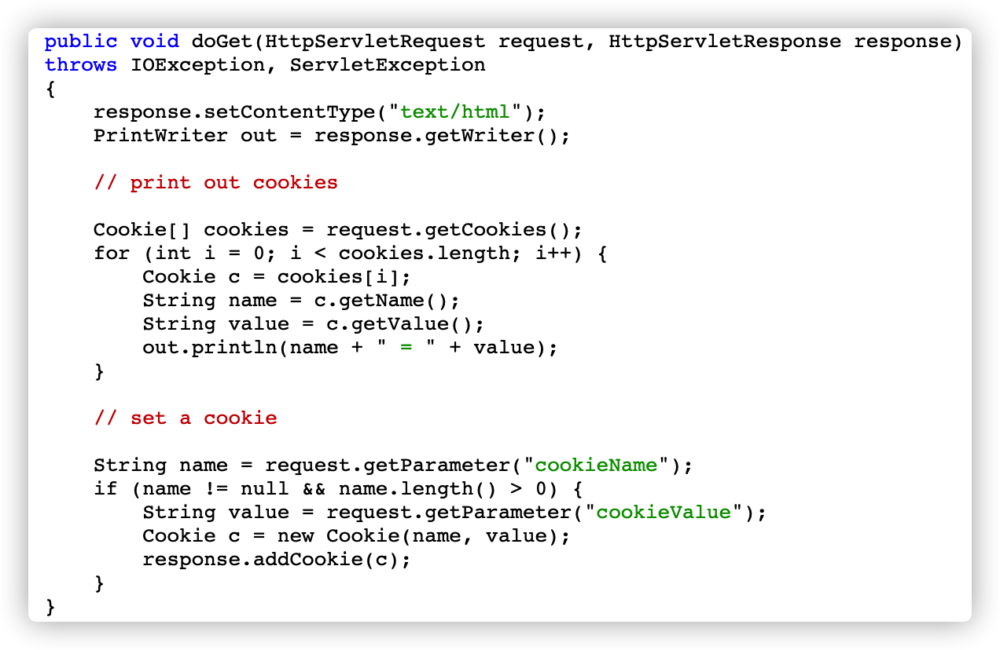 public void doGet(HttpServletRequest request, HttpServletResponse response)
throws IOException, ServletException
{
    response.setContentType("text/html");
    PrintWriter out = response.getWriter();

    // print out cookies

    Cookie[] cookies = request.getCookies();
    for (int i = 0; i < cookies.length; i++) {
        Cookie c = cookies[i];
        String name = c.getName();
        String value = c.getValue();
        out.println(name + " = " + value);
    }

    // set a cookie

    String name = request.getParameter("cookieName");
    if (name != null && name.length() > 0) {
        String value = request.getParameter("cookieValue");
        Cookie c = new Cookie(name, value);
        response.addCookie(c);
    }
}